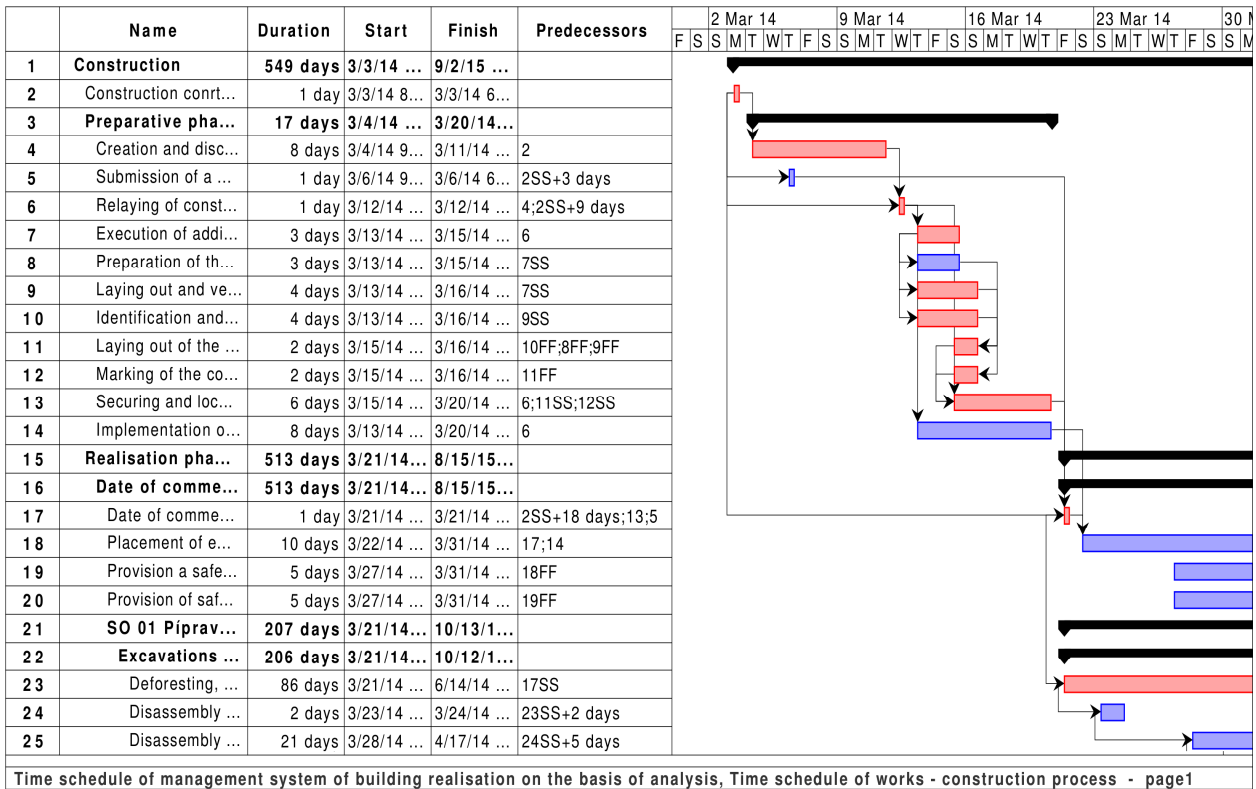 2 Mar 14 9 Mar 14 16 Mar 14 23 Mar 14 30 M
Name Duration Start Finish Predecessors
F S S M T W T F S S M T W T F S S M T W T F S S M T W T F S S M
1 Construction 549 days 3/3/14 ... 9/2/15 ...
2 Construction conrt... 1 day 3/3/14 8... 3/3/14 6...
3 Preparative pha... 17 days 3/4/14 ... 3/20/14...
4 Creation and disc... 8 days 3/4/14 9... 3/11/14 ... 2
5 Submission of a ... 1 day 3/6/14 9... 3/6/14 6... 2SS+3 days
6 Relaying of const... 1 day 3/12/14 ... 3/12/14 ... 4;2SS+9 days
7 Execution of addi... 3 days 3/13/14 ... 3/15/14 ... 6
8 Preparation of th... 3 days 3/13/14 ... 3/15/14 ... 7SS
9 Laying out and ve... 4 days 3/13/14 ... 3/16/14 ... 7SS
10 Identification and... 4 days 3/13/14 ... 3/16/14 ... 9SS
11 Laying out of the ... 2 days 3/15/14 ... 3/16/14 ... 10FF;8FF;9FF
12 Marking of the co... 2 days 3/15/14 ... 3/16/14 ... 11FF
13 Securing and loc... 6 days 3/15/14 ... 3/20/14 ... 6;11SS;12SS
14 Implementation o... 8 days 3/13/14 ... 3/20/14 ... 6
15 Realisation pha... 513 days 3/21/14... 8/15/15...
16 Date of comme... 513 days 3/21/14... 8/15/15...
17 Date of comme... 1 day 3/21/14 ... 3/21/14 ... 2SS+18 days;13;5
18 Placement of e... 10 days 3/22/14 ... 3/31/14 ... 17;14
19 Provision a safe... 5 days 3/27/14 ... 3/31/14 ... 18FF
20 Provision of saf... 5 days 3/27/14 ... 3/31/14 ... 19FF
21 SO 01 Píprav... 207 days 3/21/14... 10/13/1...
22 Excavations ... 206 days 3/21/14... 10/12/1...
23 Deforesting, ... 86 days 3/21/14 ... 6/14/14 ... 17SS
24 Disassembly ... 2 days 3/23/14 ... 3/24/14 ... 23SS+2 days
25 Disassembly ... 21 days 3/28/14 ... 4/17/14 ... 24SS+5 days
Time schedule of management system of building realisation on the basis of analysis, Time schedule of works - construction process - page1